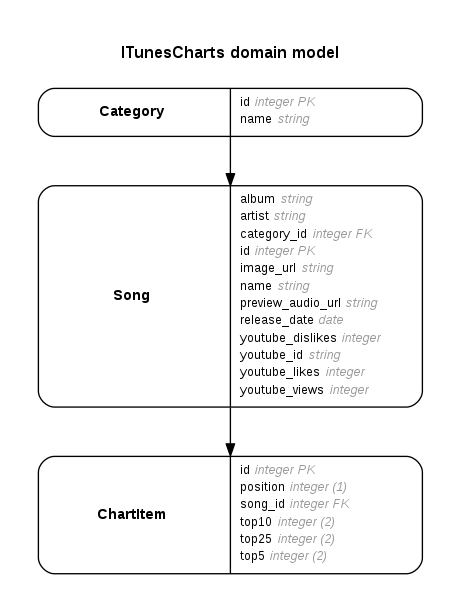 ITunesCharts domain model
Category
id integer PK
name string
Song
album string
artist string
category_id integer FK
id integer PK
image_url string
name string
preview_audio_url string
release_date date
youtube_dislikes integer
youtube_id string
youtube_likes integer
youtube_views integer
ChartItem
id integer PK
position integer (1)
song_id integer FK
top10 integer (2)
top25 integer (2)
top5 integer (2)